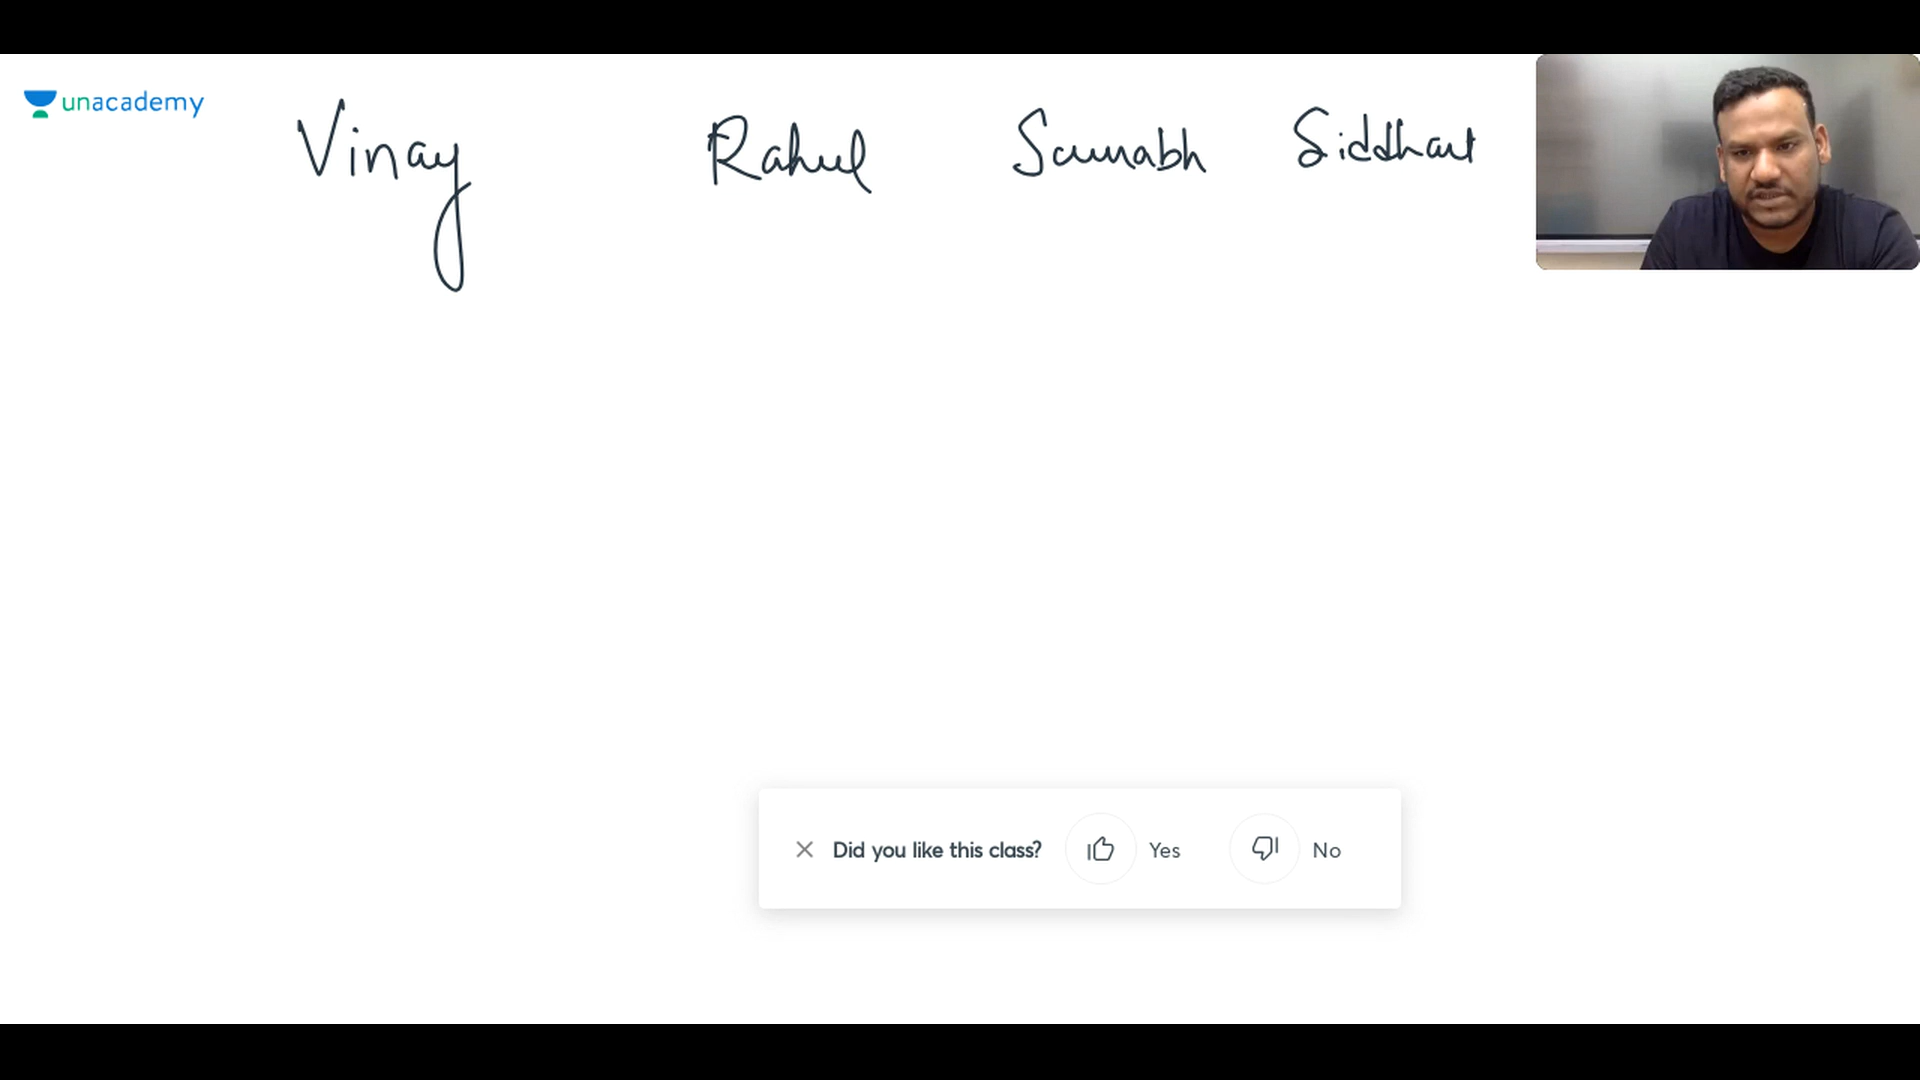 unacademy
Vinay Rahul Saurabh Siddhart
Did you like this class? Yes No